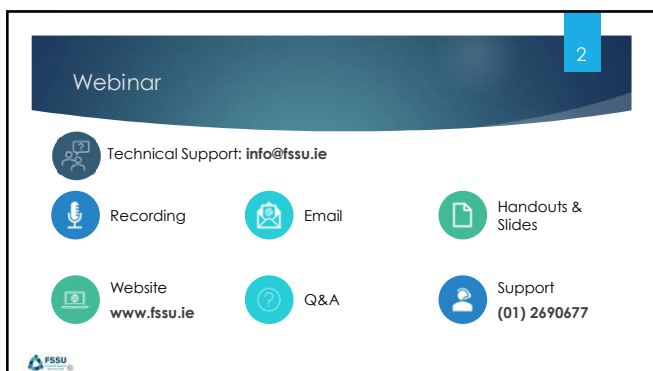 2
Webinar
Technical Support: info@fssu.ie
Recording
Email
Handouts &
Slides
Website
www.fssu.ie
Q&A
Support
(01) 2690677
FSSU